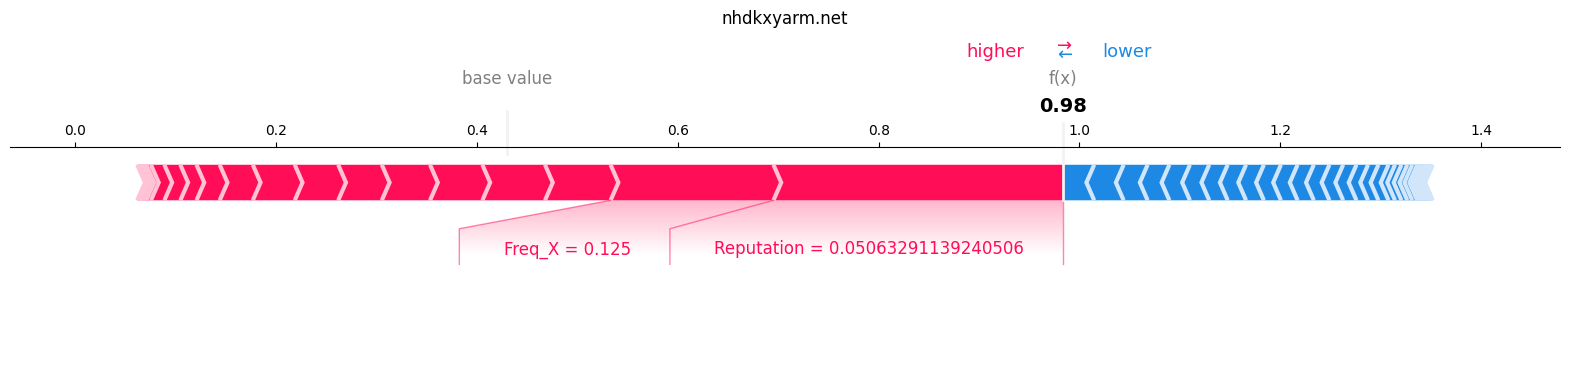 nhdkxyarm.net
higher ⇄ lower
base value f(x)
0.98
0.0 0.2 0.4 0.6 0.8 1.0 1.2 1.4
Freq_X = 0.125 Reputation = 0.05063291139240506